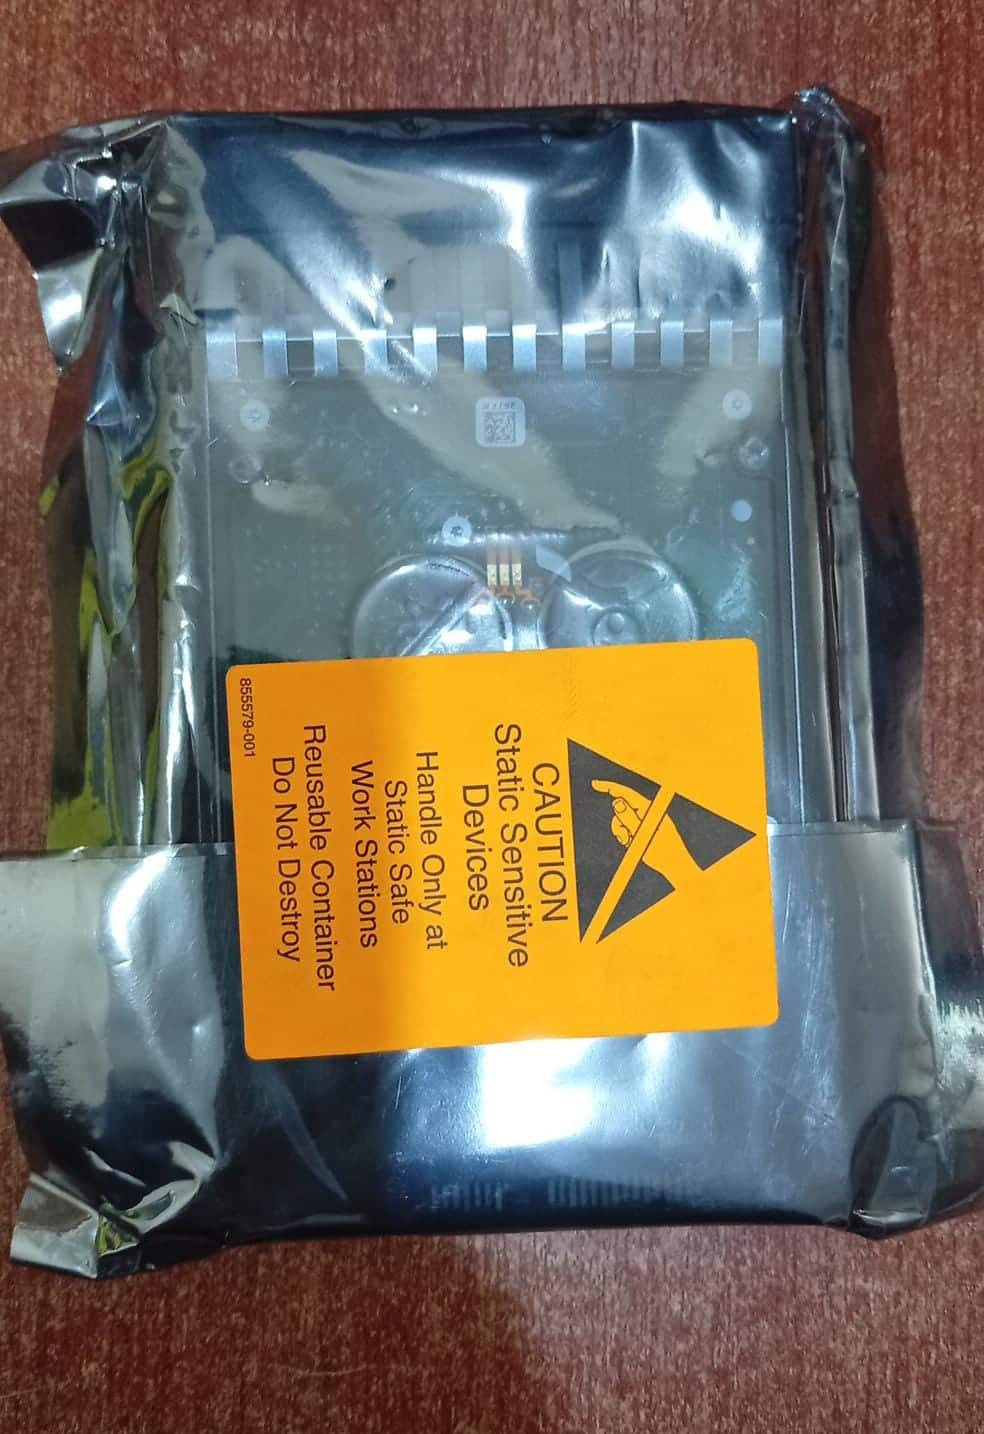 CAUTION
Static Sensitive
Devices
Handle Only at
Static Safe
Work Stations
Reusable Container
Do Not Destroy
855579-001